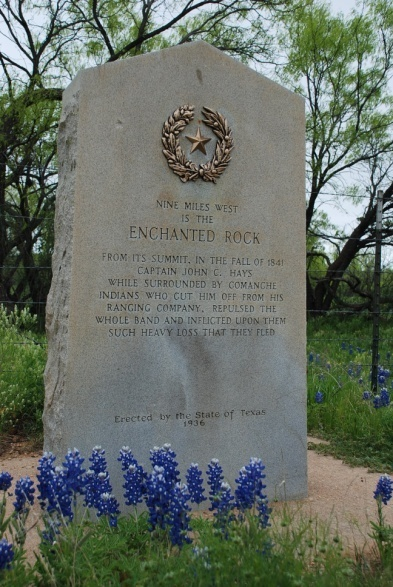 NINE MILES WEST
IS THE
ENCHANTED ROCK
FROM ITS SUMMIT, IN THE FALL OF 1841
CAPTAIN JOHN C. HAYS
WHILE SURROUNDED BY COMANCHE
INDIANS WHO CUT HIM OFF FROM HIS
RANGING COMPANY, REPULSED THE
WHOLE BAND AND INFLICTED UPON THEM
SUCH HEAVY LOSS THAT THEY FLED
Erected by the State of Texas
1936